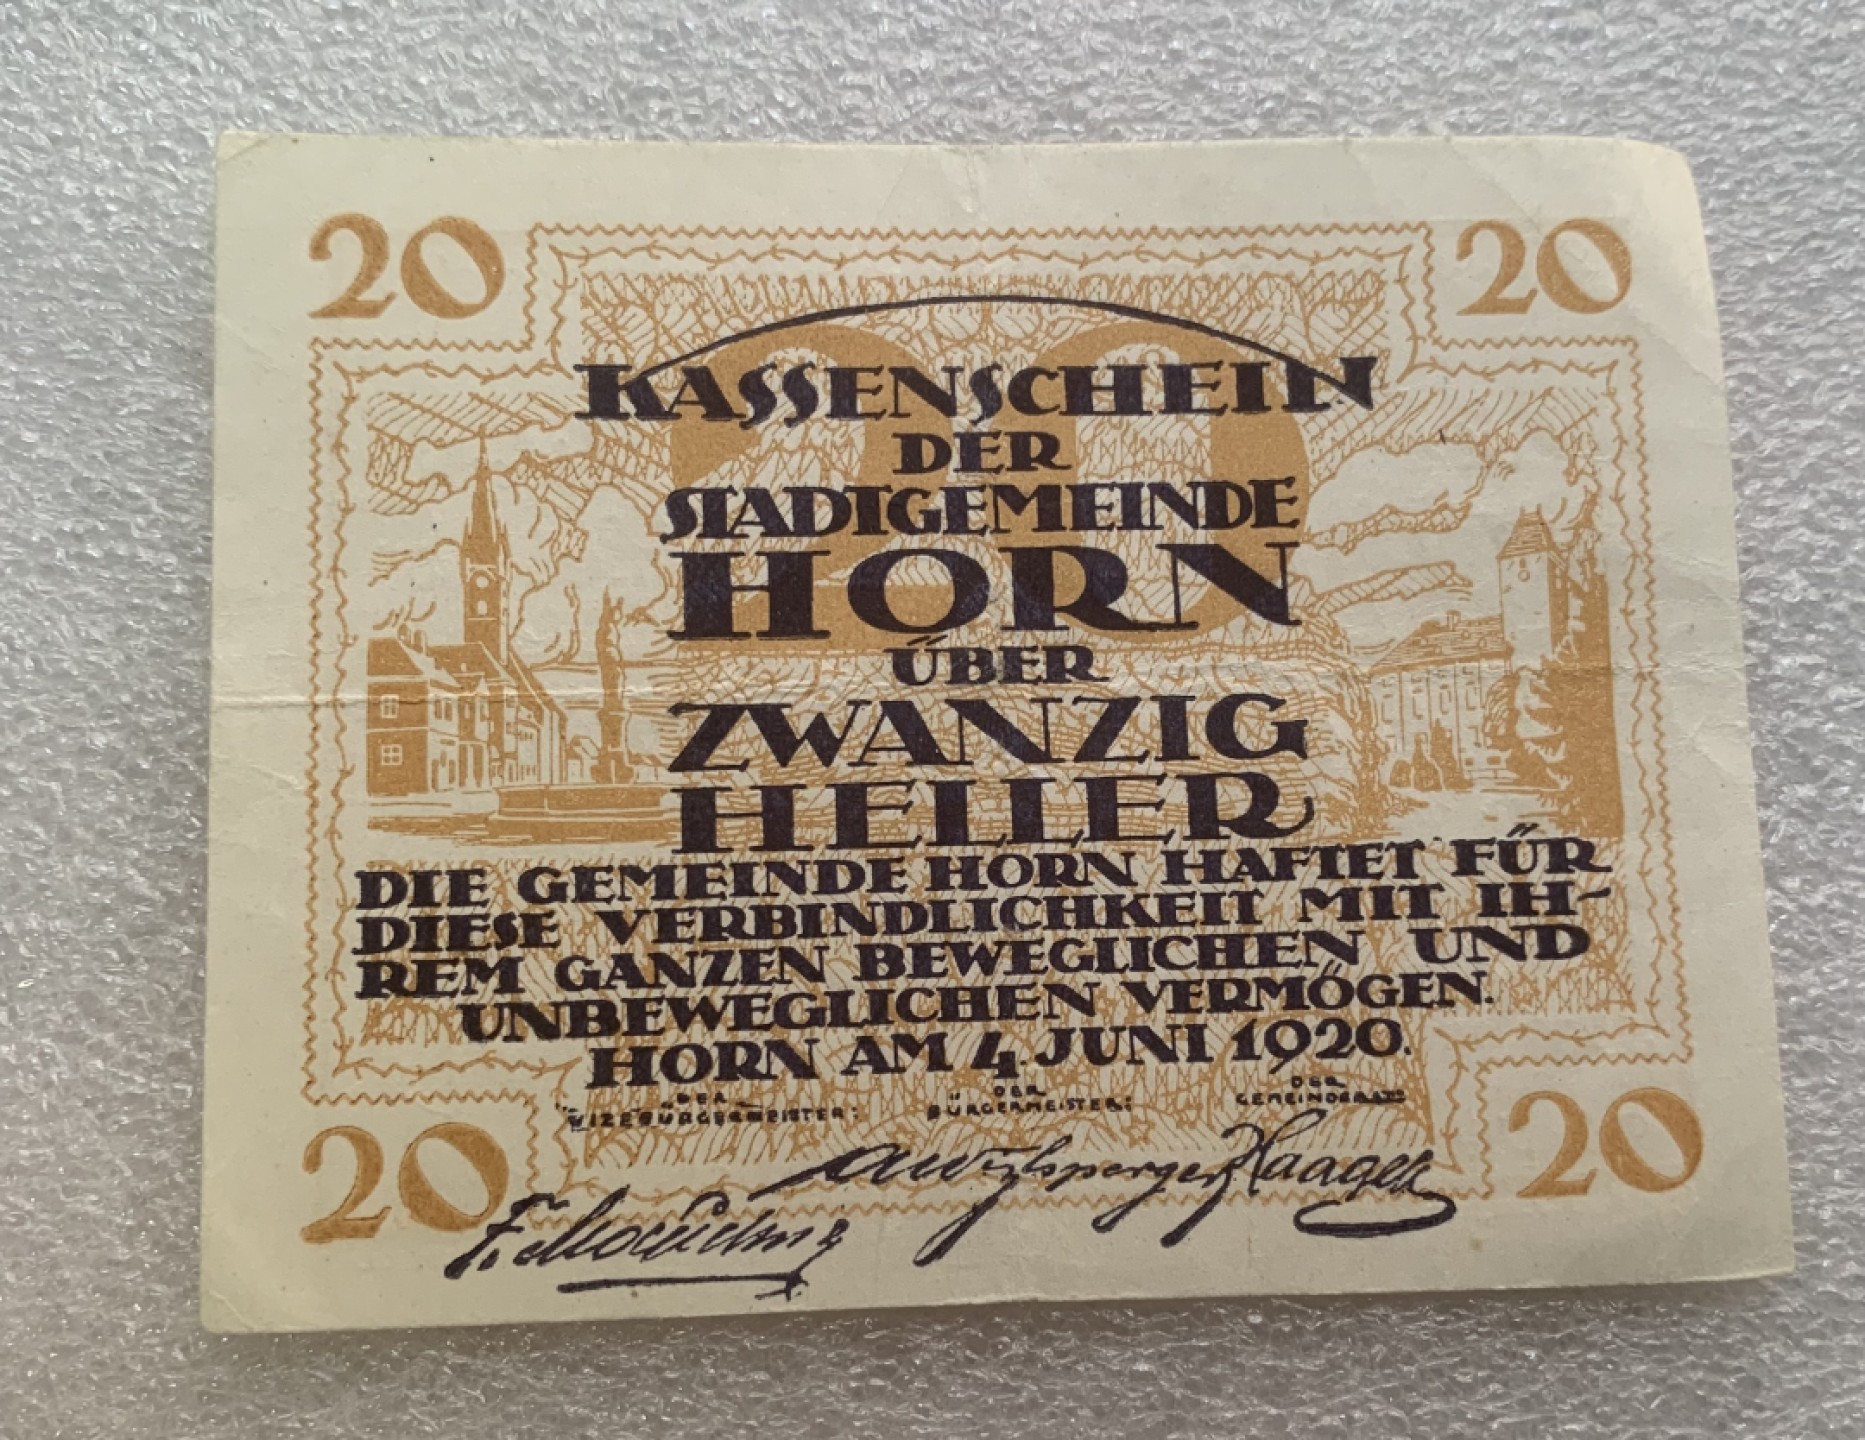 20 20
KASSENSCHEIN
DER
STADTGEMEINDE
HORN
ÜBER
ZWANZIG
HELLER
DIE GEMEINDE HORN HAFTET FÜR
DIESE VERBINDLICHKEIT MIT IH-
REM GANZEN BEWEGLICHEN UND
UNBEWEGLICHEN VERMÖGEN.
HORN AM 4. JUNI 1920.
DER
VIZEBÜRGERMEISTER:
DER
BÜRGERMEISTER:
DER
GEMEINDERAT:
20 20